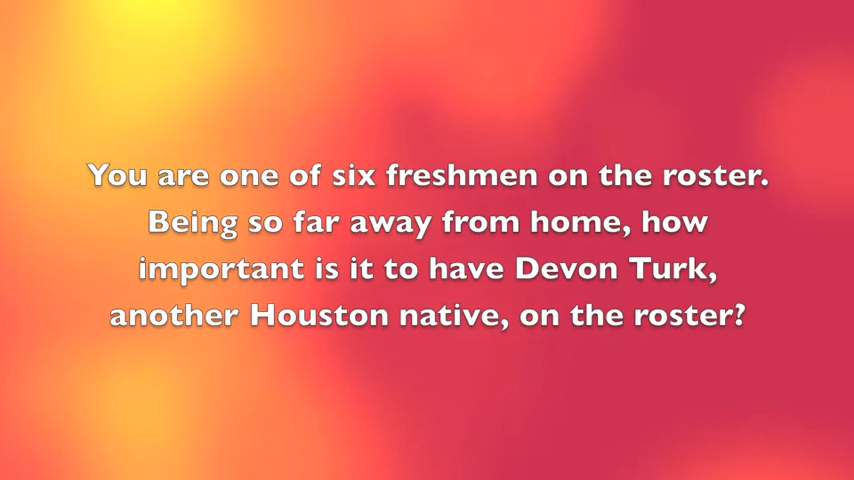 You are one of six freshmen on the roster.
Being so far away from home, how
important is it to have Devon Turk,
another Houston native, on the roster?